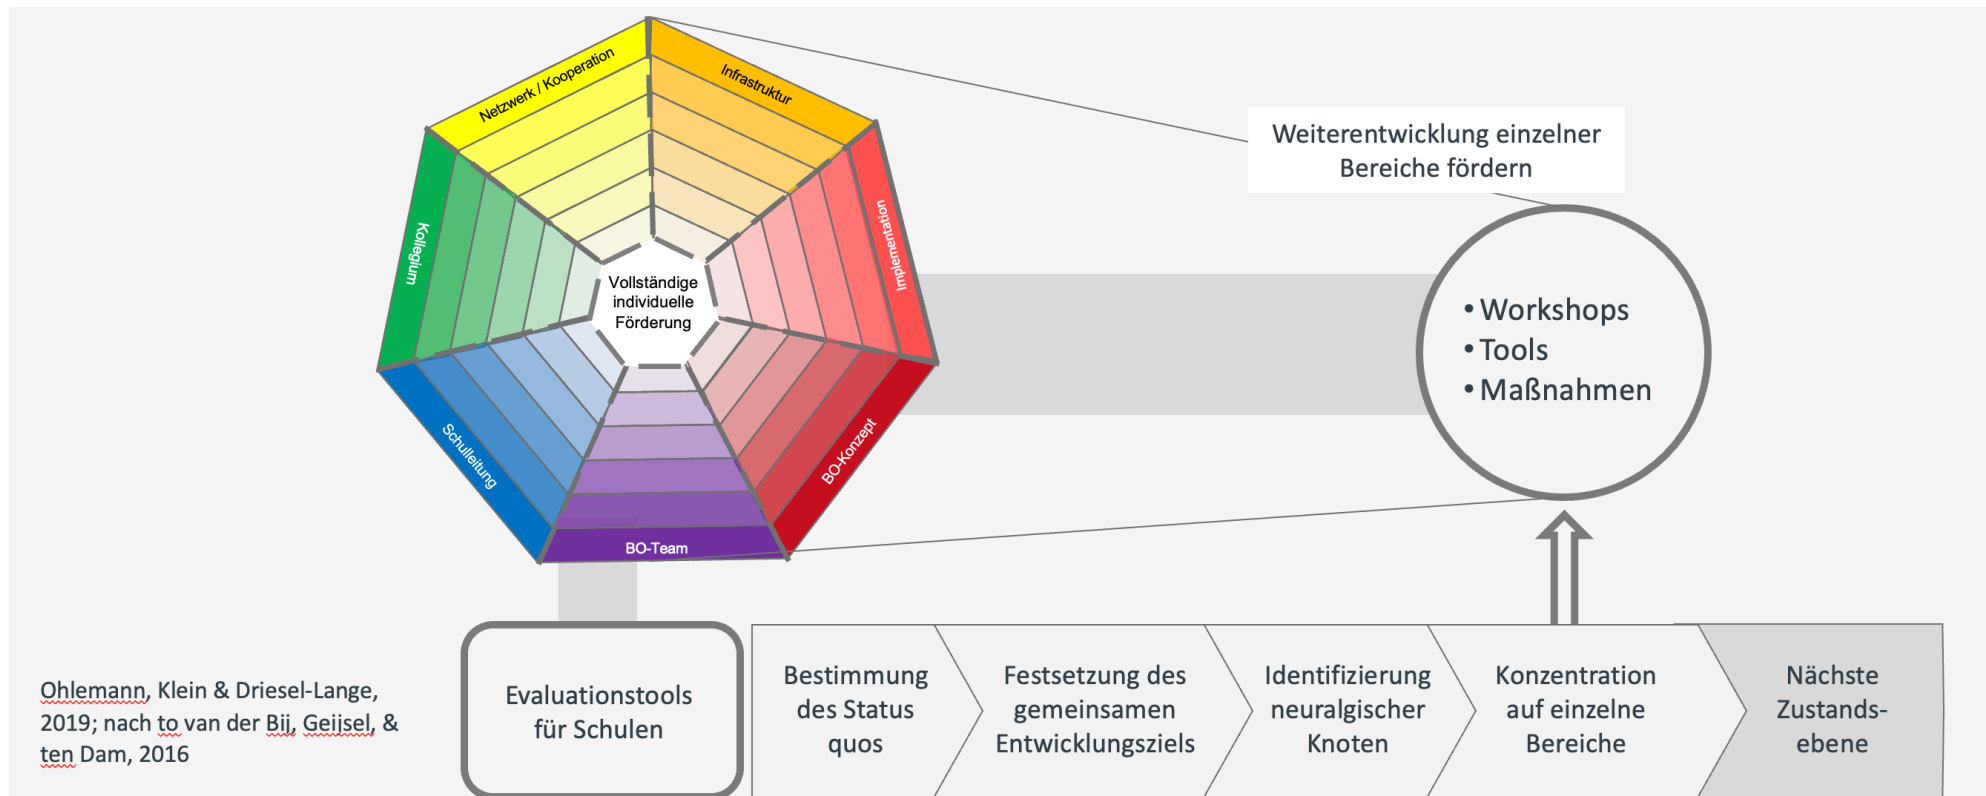 Netzwerk / Kooperation
Infrastruktur
Kollegium
Implementation
Vollständige
individuelle
Förderung
Schulleitung
BO-Konzept
BO-Team
Weiterentwicklung einzelner
Bereiche fördern
• Workshops
• Tools
• Maßnahmen
Ohlemann, Klein & Driesel-Lange,
2019; nach to van der Bij, Geijsel, &
ten Dam, 2016
Evaluationstools
für Schulen
Bestimmung
des Status
quos
Festsetzung des
gemeinsamen
Entwicklungsziels
Identifizierung
neuralgischer
Knoten
Konzentration
auf einzelne
Bereiche
Nächste
Zustands-
ebene